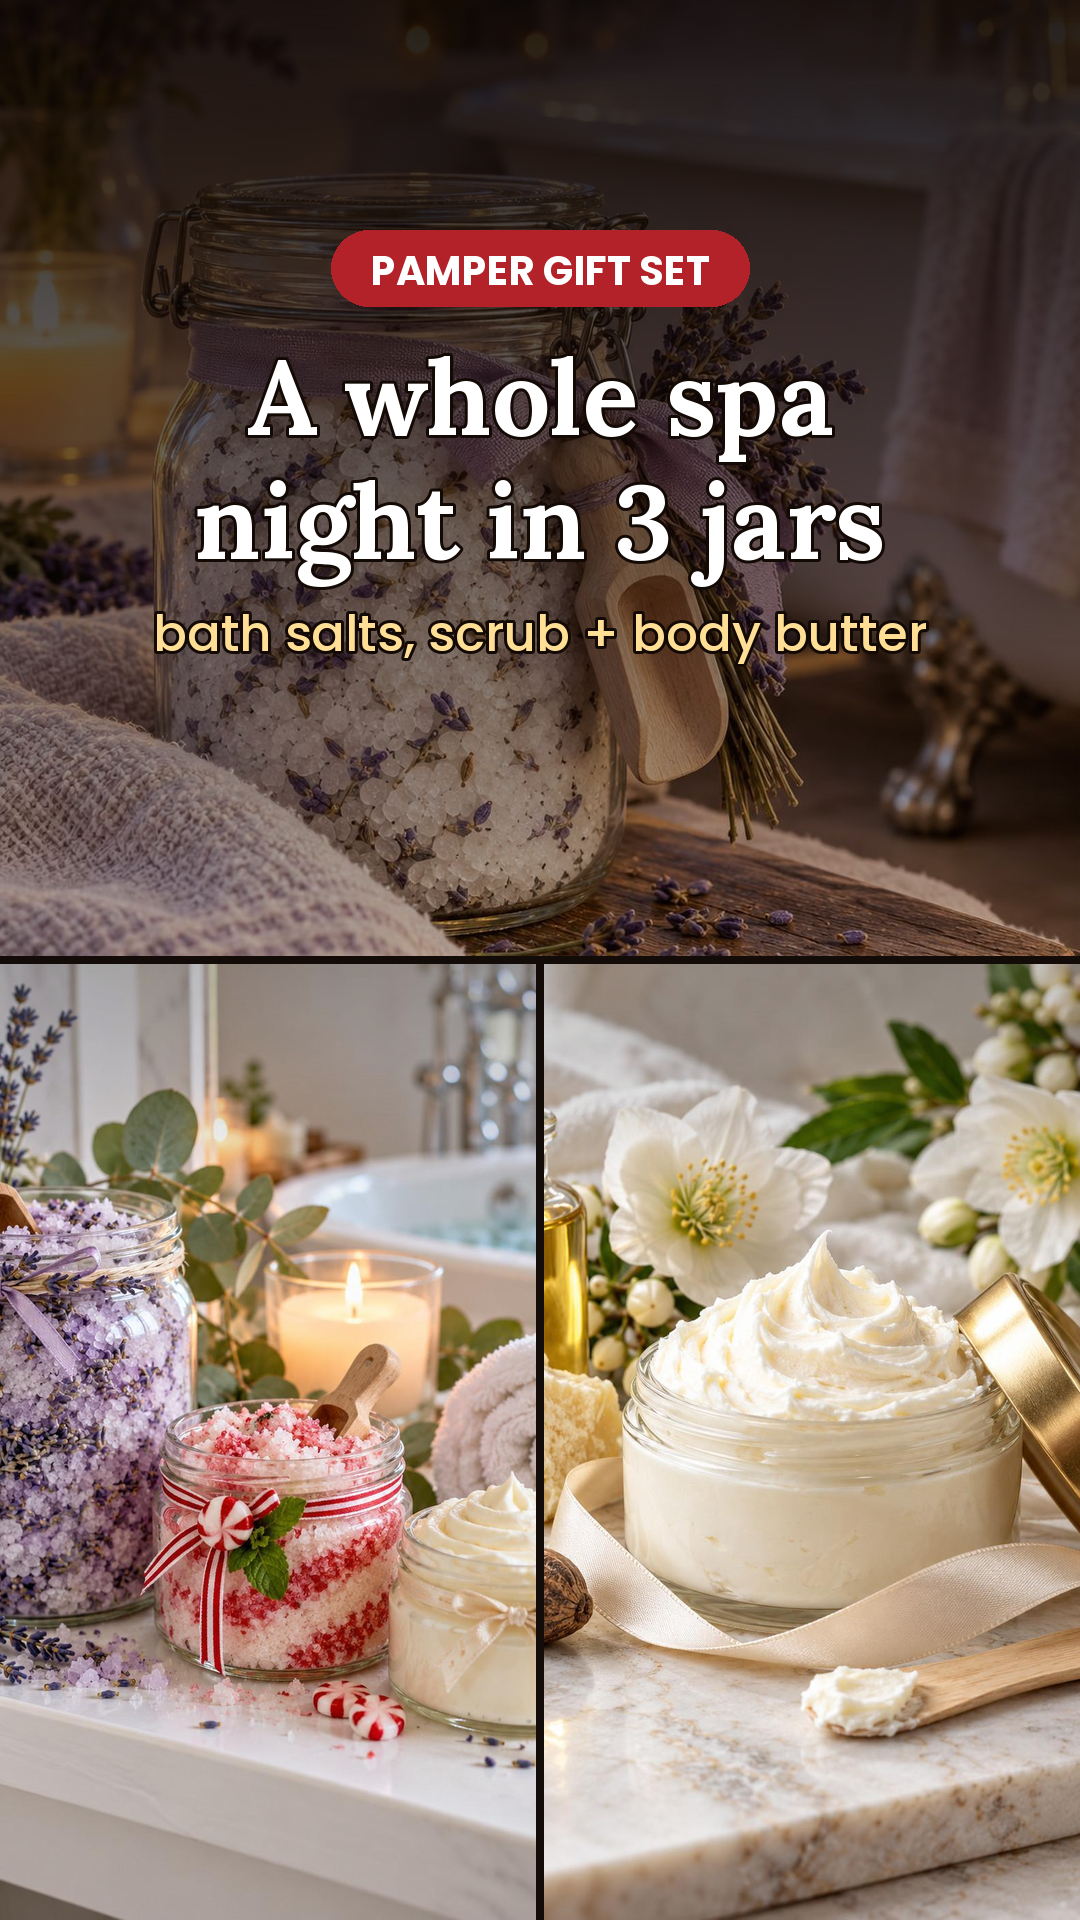 PAMPER GIFT SET
A whole spa
night in 3 jars
bath salts, scrub + body butter